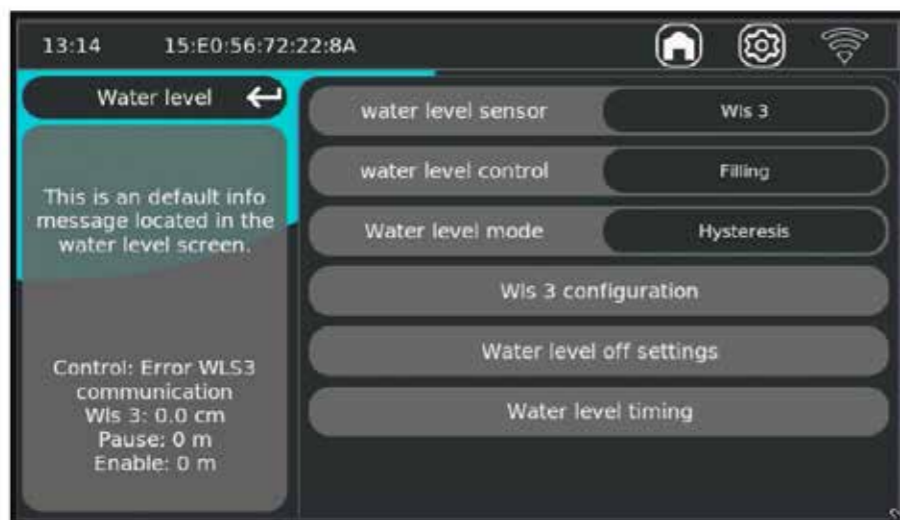 13:14 15:E0:56:72:22:8A
Water level
This is an default info
message located in the
water level screen.
Control: Error WLS3
communication
Wls 3: 0.0 cm
Pause: 0 m
Enable: 0 m
water level sensor Wls 3
water level control Filling
Water level mode Hysteresis
Wls 3 configuration
Water level off settings
Water level timing